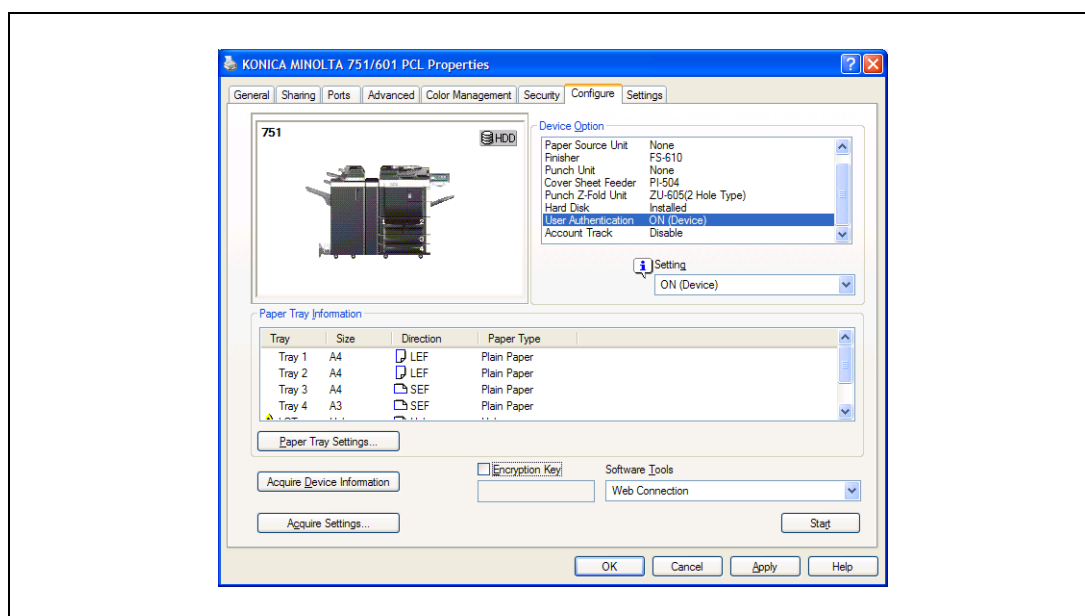 KONICA MINOLTA 751/601 PCL Properties
General Sharing Ports Advanced Color Management Security Configure Settings
751
HDD
Device Option
Paper Source Unit None
Finisher FS-610
Punch Unit None
Cover Sheet Feeder PI-504
Punch Z-Fold Unit ZU-605(2 Hole Type)
Hard Disk Installed
User Authentication ON (Device)
Account Track Disable
Setting
ON (Device)
Paper Tray Information
Tray Size Direction Paper Type
Tray 1 A4 LEF Plain Paper
Tray 2 A4 LEF Plain Paper
Tray 3 A4 SEF Plain Paper
Tray 4 A3 SEF Plain Paper
Paper Tray Settings...
Encryption Key
Software Tools
Acquire Device Information
Web Connection
Acquire Settings...
Start
OK Cancel Apply Help